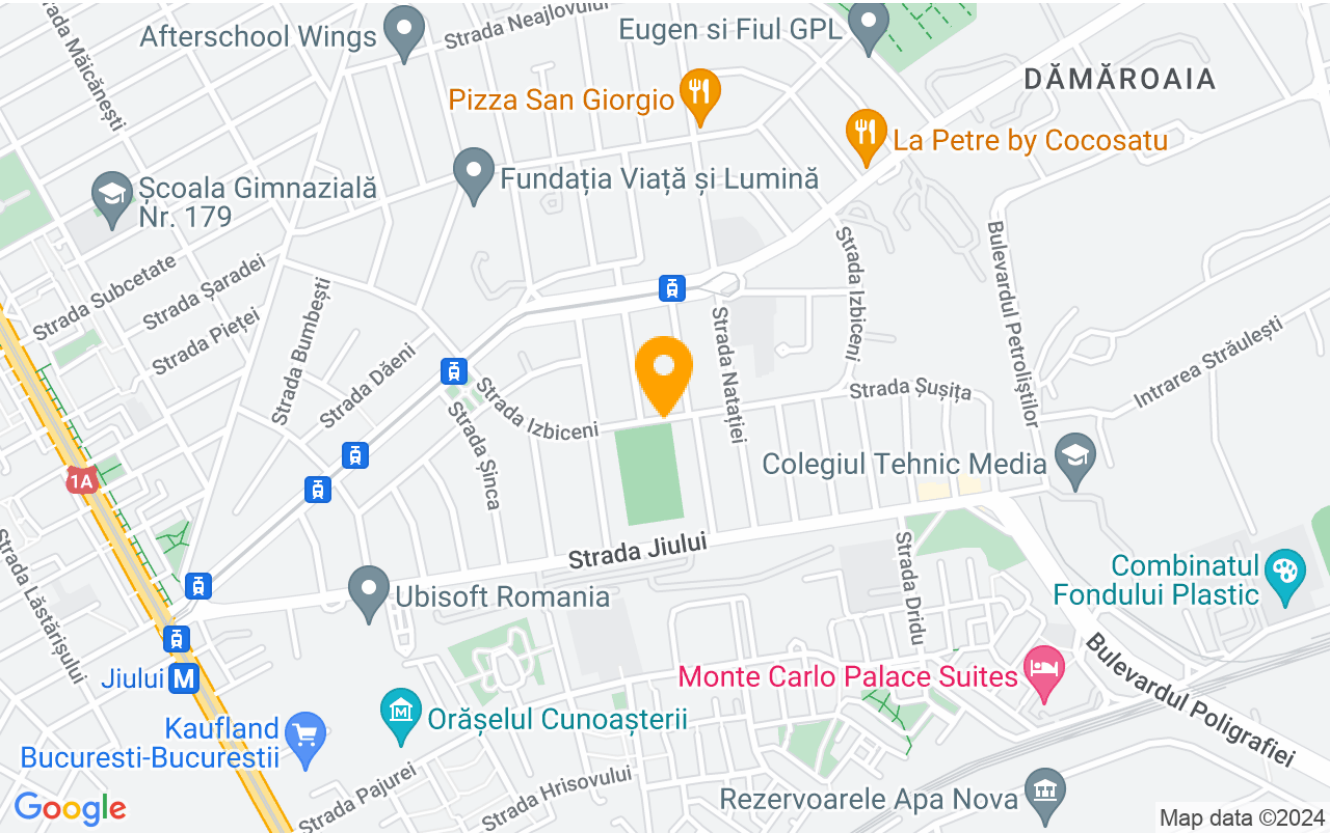 Strada Măicănești
Afterschool Wings
Strada Neajlovului
Eugen si Fiul GPL
DĂMĂROAIA
Pizza San Giorgio
La Petre by Cocosatu
Școala Gimnazială
Nr. 179
Fundația Viață și Lumină
Strada Subcetate
Strada Șaradei
Strada Pieței
Strada Bumbești
Strada Dăeni
Strada Izbiceni
Strada Izbiceni
Strada Natației
Bulevardul Petroliștilor
Intrarea Străulești
Strada Șușița
Strada Șinca
1A
Colegiul Tehnic Media
Strada Jiului
Strada Lăstărișului
Ubisoft Romania
Strada Dridu
Combinatul
Fondului Plastic
Jiului M
Monte Carlo Palace Suites
Bulevardul Poligrafiei
Kaufland
Bucuresti-Bucurestii
Orășelul Cunoașterii
M
Strada Pajurei
Strada Hrisovului
Rezervoarele Apa Nova
Google
Map data ©2024